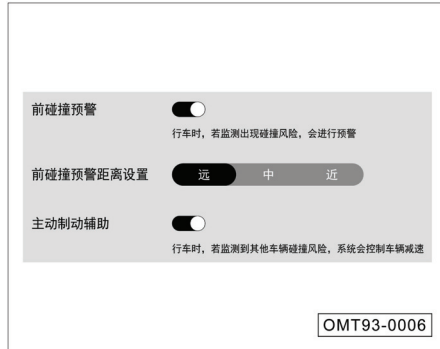 前碰撞预警
行车时，若监测出现碰撞风险，会进行预警
前碰撞预警距离设置 远 中 近
主动制动辅助
行车时，若监测到其他车辆碰撞风险，系统会控制车辆减速
OMT93-0006